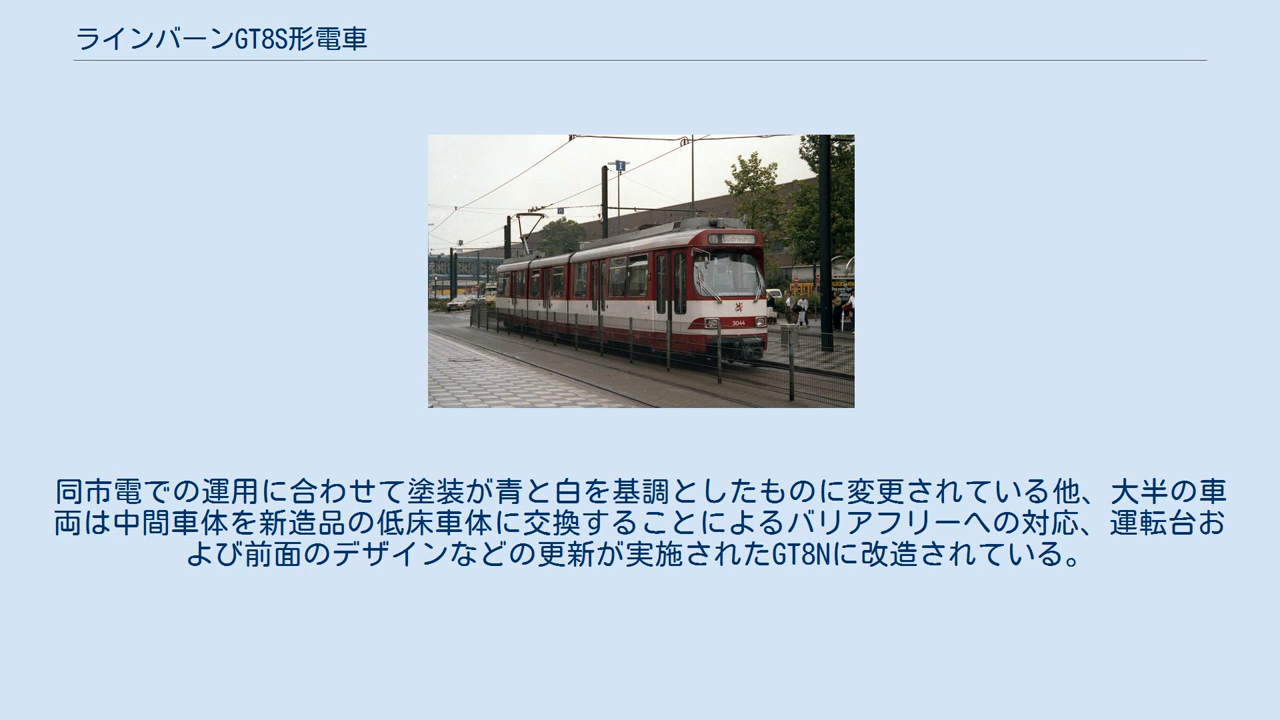 ラインバーンGT8S形電車
3044
同市電での運用に合わせて塗装が青と白を基調としたものに変更されている他、大半の車
両は中間車体を新造品の低床車体に交換することによるバリアフリーへの対応、運転台お
よび前面のデザインなどの更新が実施されたGT8Nに改造されている。